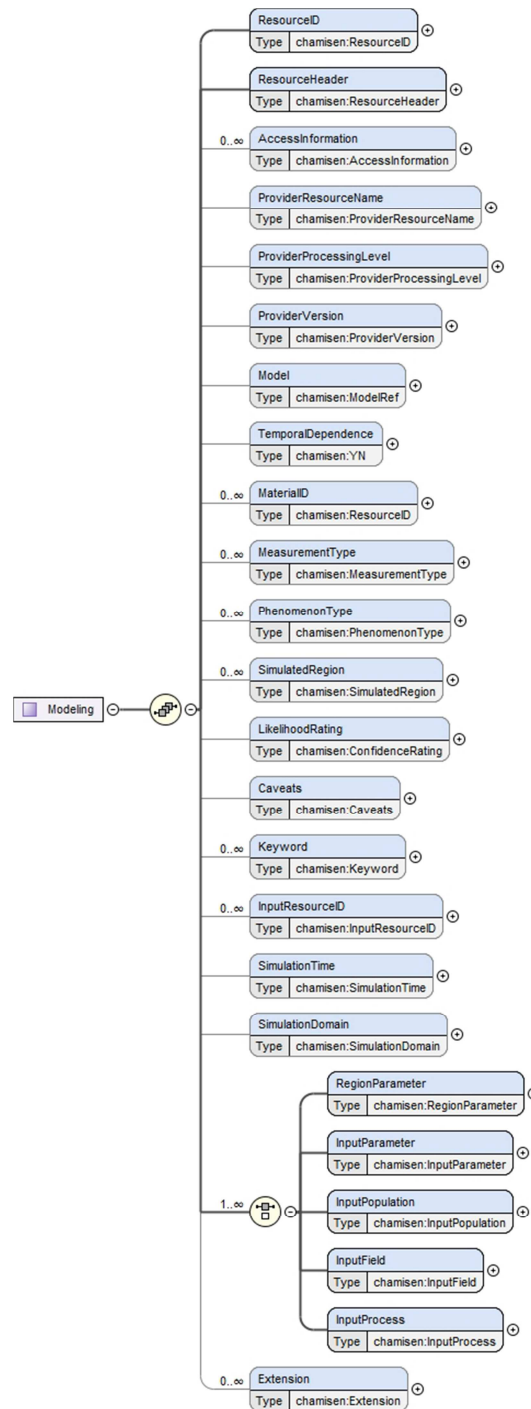 ResourceID
Type chamisen:ResourceID
ResourceHeader
Type chamisen:ResourceHeader
0..∞
AccessInformation
Type chamisen:AccessInformation
ProviderResourceName
Type chamisen:ProviderResourceName
ProviderProcessingLevel
Type chamisen:ProviderProcessingLevel
ProviderVersion
Type chamisen:ProviderVersion
Model
Type chamisen:ModelRef
TemporalDependence
Type chamisen:YN
0..∞
MaterialID
Type chamisen:ResourceID
0..∞
MeasurementType
Type chamisen:MeasurementType
0..∞
PhenomenonType
Type chamisen:PhenomenonType
0..∞
SimulatedRegion
Type chamisen:SimulatedRegion
Modeling
LikelihoodRating
Type chamisen:ConfidenceRating
Caveats
Type chamisen:Caveats
0..∞
Keyword
Type chamisen:Keyword
0..∞
InputResourceID
Type chamisen:InputResourceID
SimulationTime
Type chamisen:SimulationTime
SimulationDomain
Type chamisen:SimulationDomain
RegionParameter
Type chamisen:RegionParameter
InputParameter
Type chamisen:InputParameter
1..∞
InputPopulation
Type chamisen:InputPopulation
InputField
Type chamisen:InputField
InputProcess
Type chamisen:InputProcess
0..∞
Extension
Type chamisen:Extension